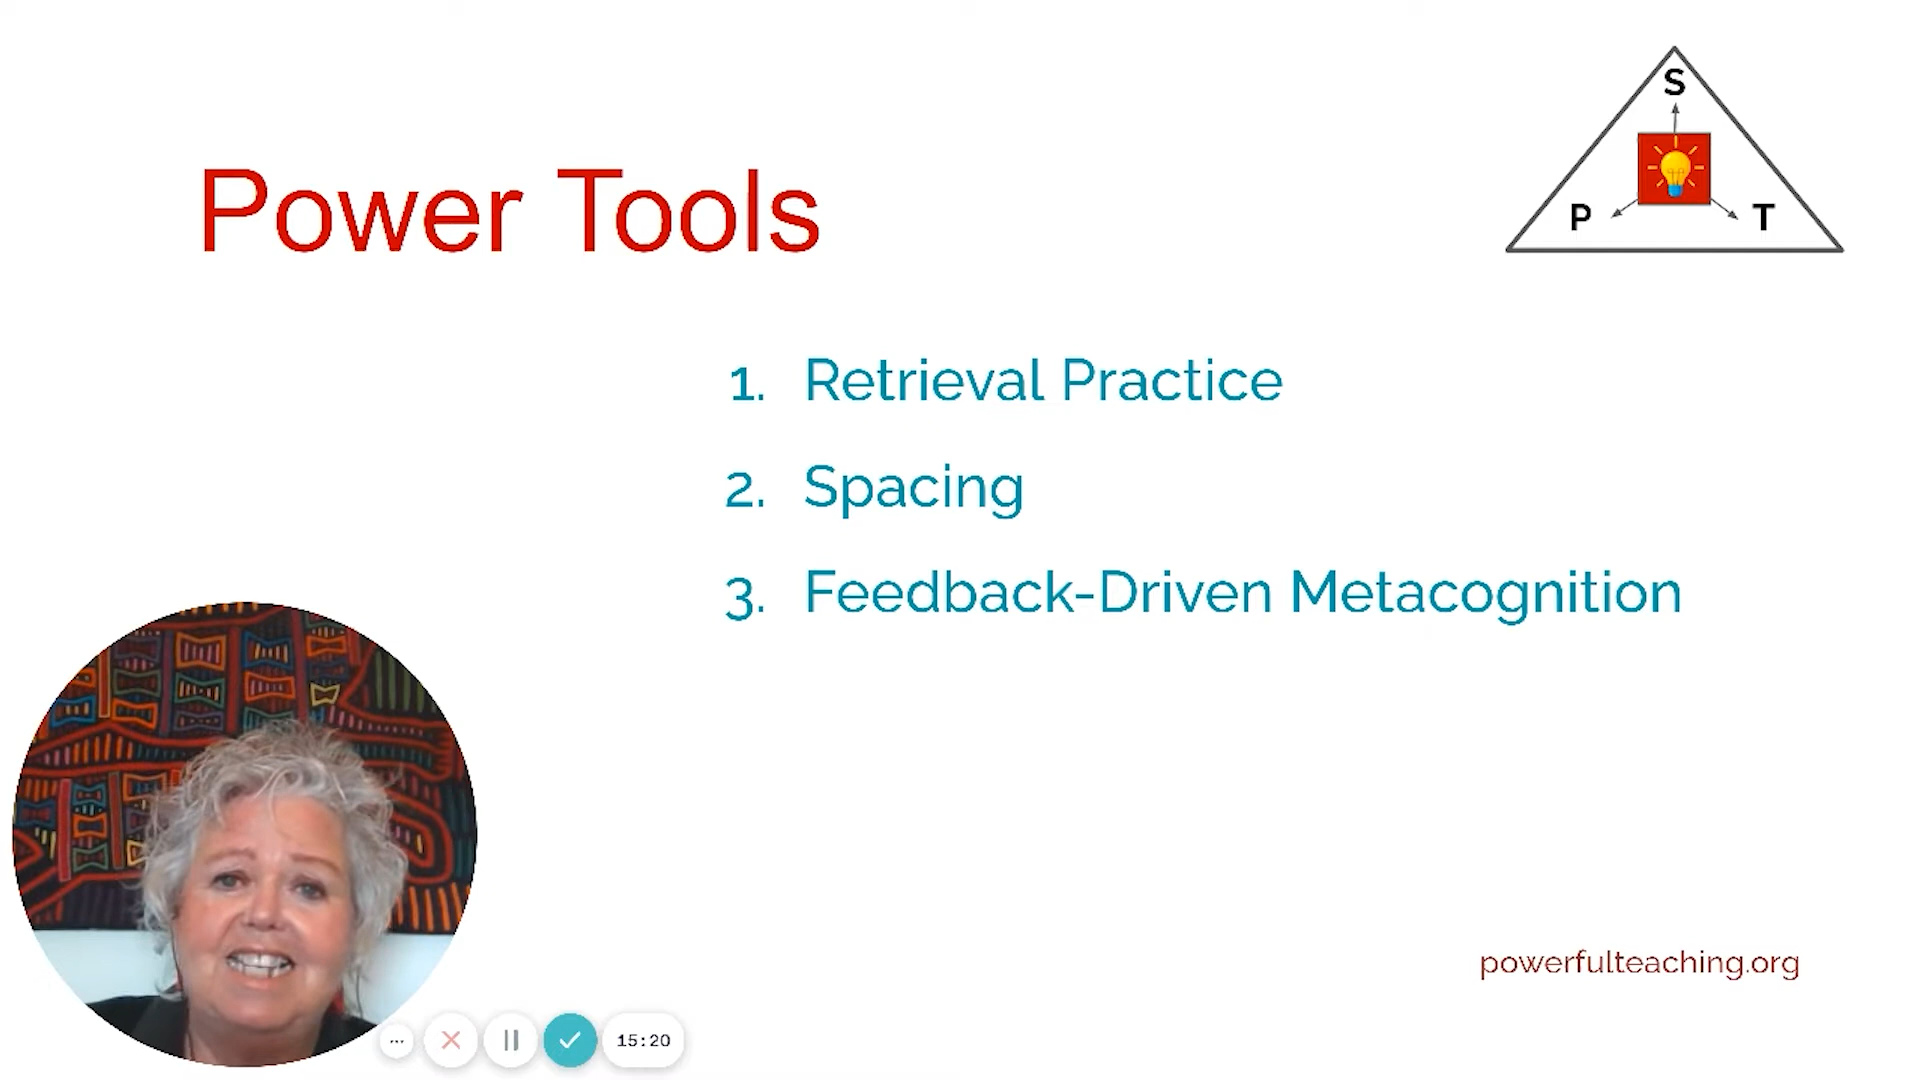 S
P
T
Power Tools
1. Retrieval Practice
2. Spacing
3. Feedback-Driven Metacognition
powerfulteaching.org
15:20